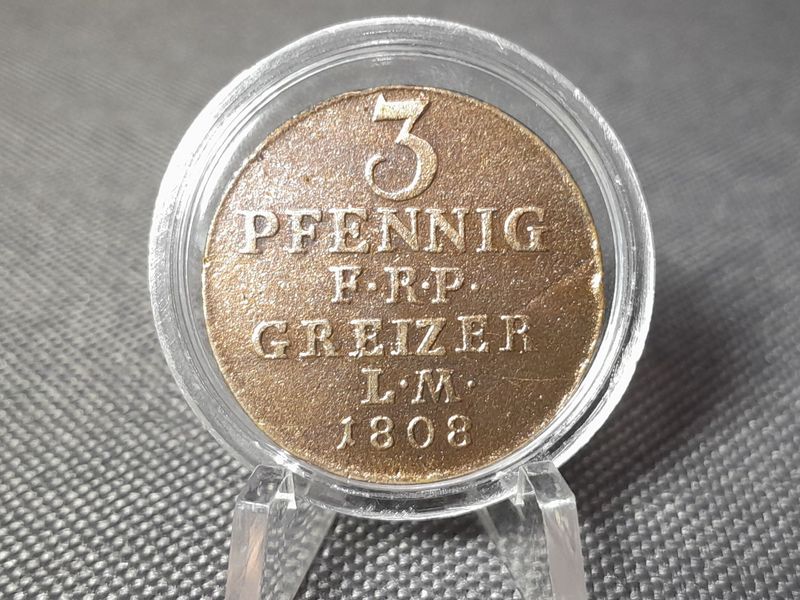 3
PFENNIG
F·R·P·
GREIZER
L·M·
1808